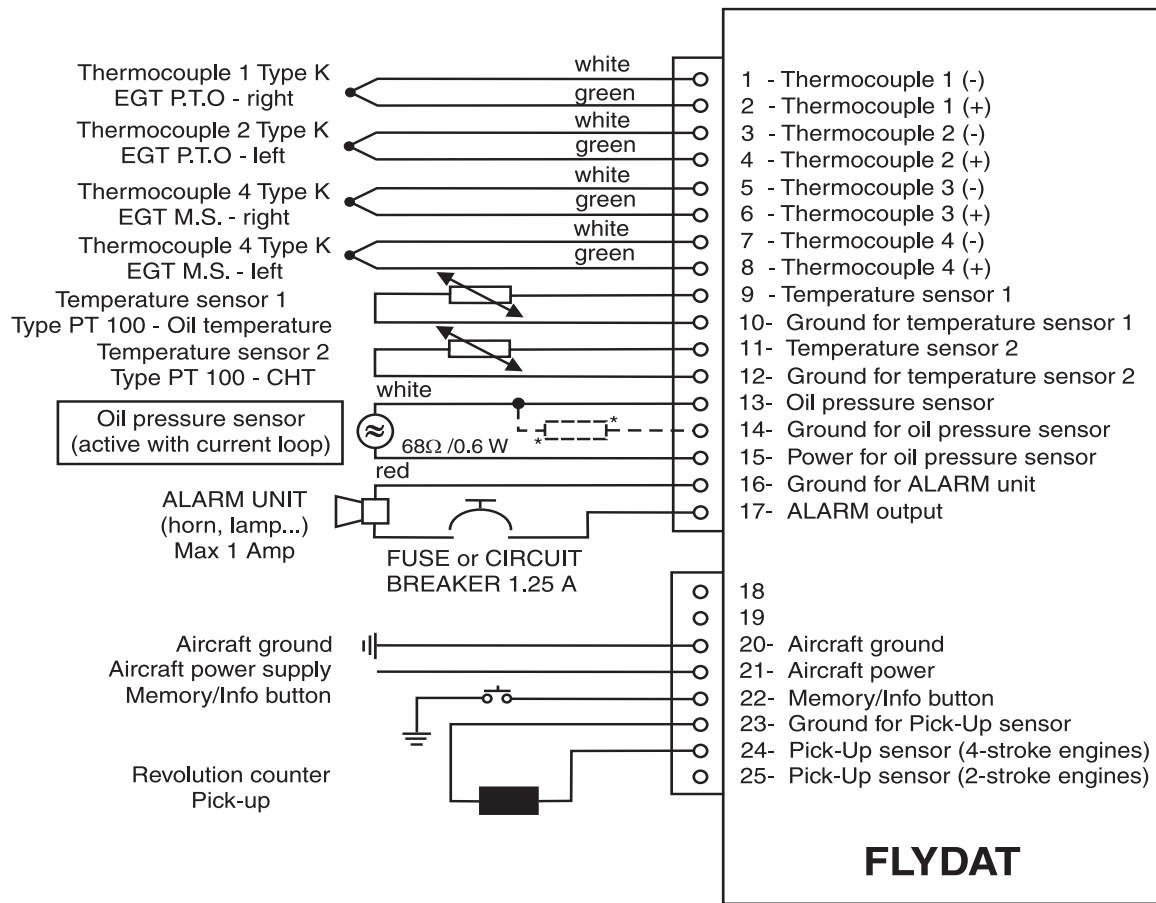 Thermocouple 1 Type K
EGT P.T.O - right
white
green
Thermocouple 2 Type K
EGT P.T.O - left
white
green
Thermocouple 4 Type K
EGT M.S. - right
white
green
Thermocouple 4 Type K
EGT M.S. - left
white
green
Temperature sensor 1
Type PT 100 - Oil temperature
Temperature sensor 2
Type PT 100 - CHT
white
Oil pressure sensor
(active with current loop)
* *
68Ω /0.6 W
red
ALARM UNIT
(horn, lamp...)
Max 1 Amp
FUSE or CIRCUIT
BREAKER 1.25 A
Aircraft ground
Aircraft power supply
Memory/Info button
Revolution counter
Pick-up
1 - Thermocouple 1 (-)
2 - Thermocouple 1 (+)
3 - Thermocouple 2 (-)
4 - Thermocouple 2 (+)
5 - Thermocouple 3 (-)
6 - Thermocouple 3 (+)
7 - Thermocouple 4 (-)
8 - Thermocouple 4 (+)
9 - Temperature sensor 1
10- Ground for temperature sensor 1
11- Temperature sensor 2
12- Ground for temperature sensor 2
13- Oil pressure sensor
14- Ground for oil pressure sensor
15- Power for oil pressure sensor
16- Ground for ALARM unit
17- ALARM output
18
19
20- Aircraft ground
21- Aircraft power
22- Memory/Info button
23- Ground for Pick-Up sensor
24- Pick-Up sensor (4-stroke engines)
25- Pick-Up sensor (2-stroke engines)
FLYDAT